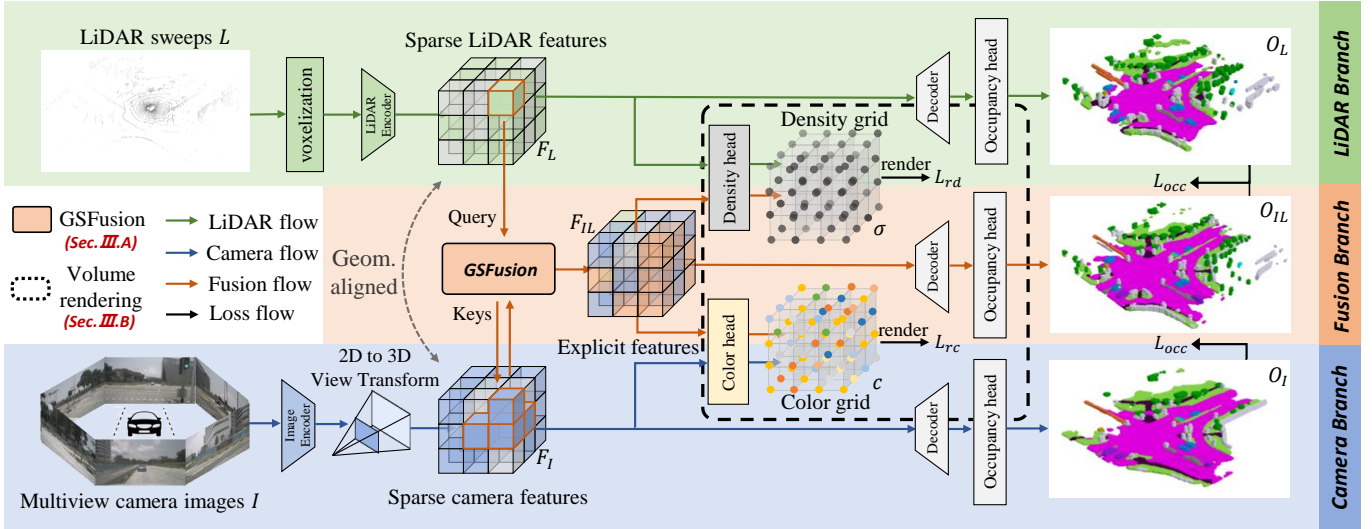 LiDAR sweeps L
voxelization
LiDAR
Encoder
Sparse LiDAR features
F_L
Decoder
Occupancy head
O_L
LiDAR Branch
Density head
Density grid
σ
render
L_rd
L_occ
GSFusion
(Sec.Ⅲ.A)
Volume
rendering
(Sec.Ⅲ.B)
LiDAR flow
Camera flow
Fusion flow
Loss flow
Geom.
aligned
Query
GSFusion
Keys
F_IL
Explicit features
Decoder
Occupancy head
O_IL
Fusion Branch
Color head
render
L_rc
c
Color grid
L_occ
2D to 3D
View Transform
Image
Encoder
Multiview camera images I
F_I
Sparse camera features
Decoder
Occupancy head
O_I
Camera Branch